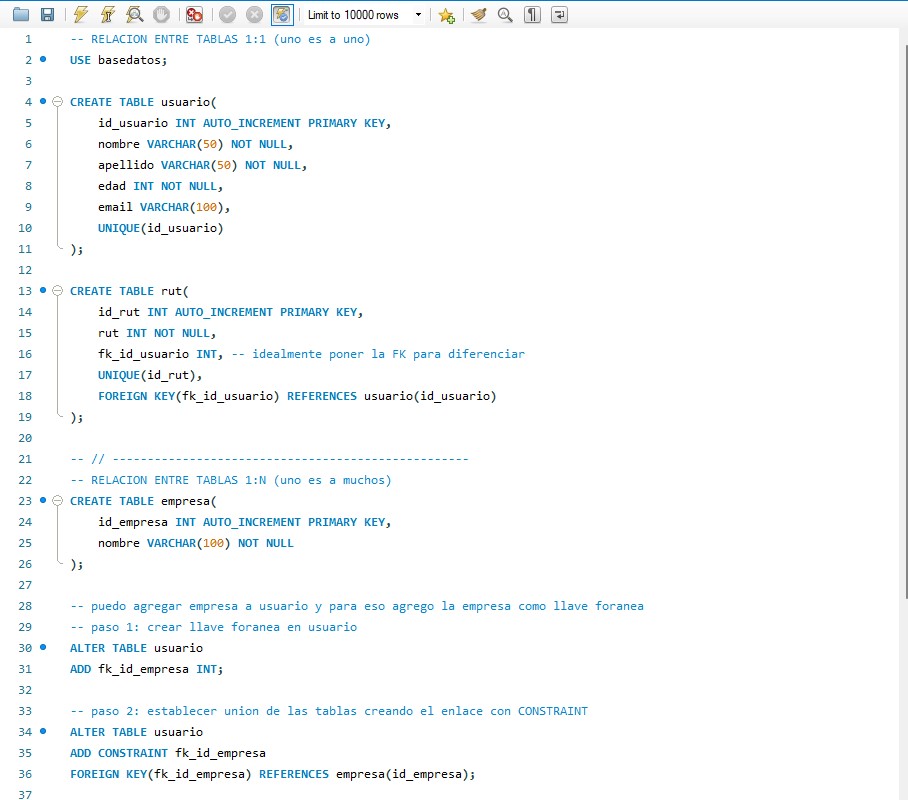 Limit to 10000 rows
1 -- RELACION ENTRE TABLAS 1:1 (uno es a uno)
2 USE basedatos;
3
4 CREATE TABLE usuario(
5 id_usuario INT AUTO_INCREMENT PRIMARY KEY,
6 nombre VARCHAR(50) NOT NULL,
7 apellido VARCHAR(50) NOT NULL,
8 edad INT NOT NULL,
9 email VARCHAR(100),
10 UNIQUE(id_usuario)
11 );
12
13 CREATE TABLE rut(
14 id_rut INT AUTO_INCREMENT PRIMARY KEY,
15 rut INT NOT NULL,
16 fk_id_usuario INT, -- idealmente poner la FK para diferenciar
17 UNIQUE(id_rut),
18 FOREIGN KEY(fk_id_usuario) REFERENCES usuario(id_usuario)
19 );
20
21 -- // ---------------------------------------------------
22 -- RELACION ENTRE TABLAS 1:N (uno es a muchos)
23 CREATE TABLE empresa(
24 id_empresa INT AUTO_INCREMENT PRIMARY KEY,
25 nombre VARCHAR(100) NOT NULL
26 );
27
28 -- puedo agregar empresa a usuario y para eso agrego la empresa como llave foranea
29 -- paso 1: crear llave foranea en usuario
30 ALTER TABLE usuario
31 ADD fk_id_empresa INT;
32
33 -- paso 2: establecer union de las tablas creando el enlace con CONSTRAINT
34 ALTER TABLE usuario
35 ADD CONSTRAINT fk_id_empresa
36 FOREIGN KEY(fk_id_empresa) REFERENCES empresa(id_empresa);
37